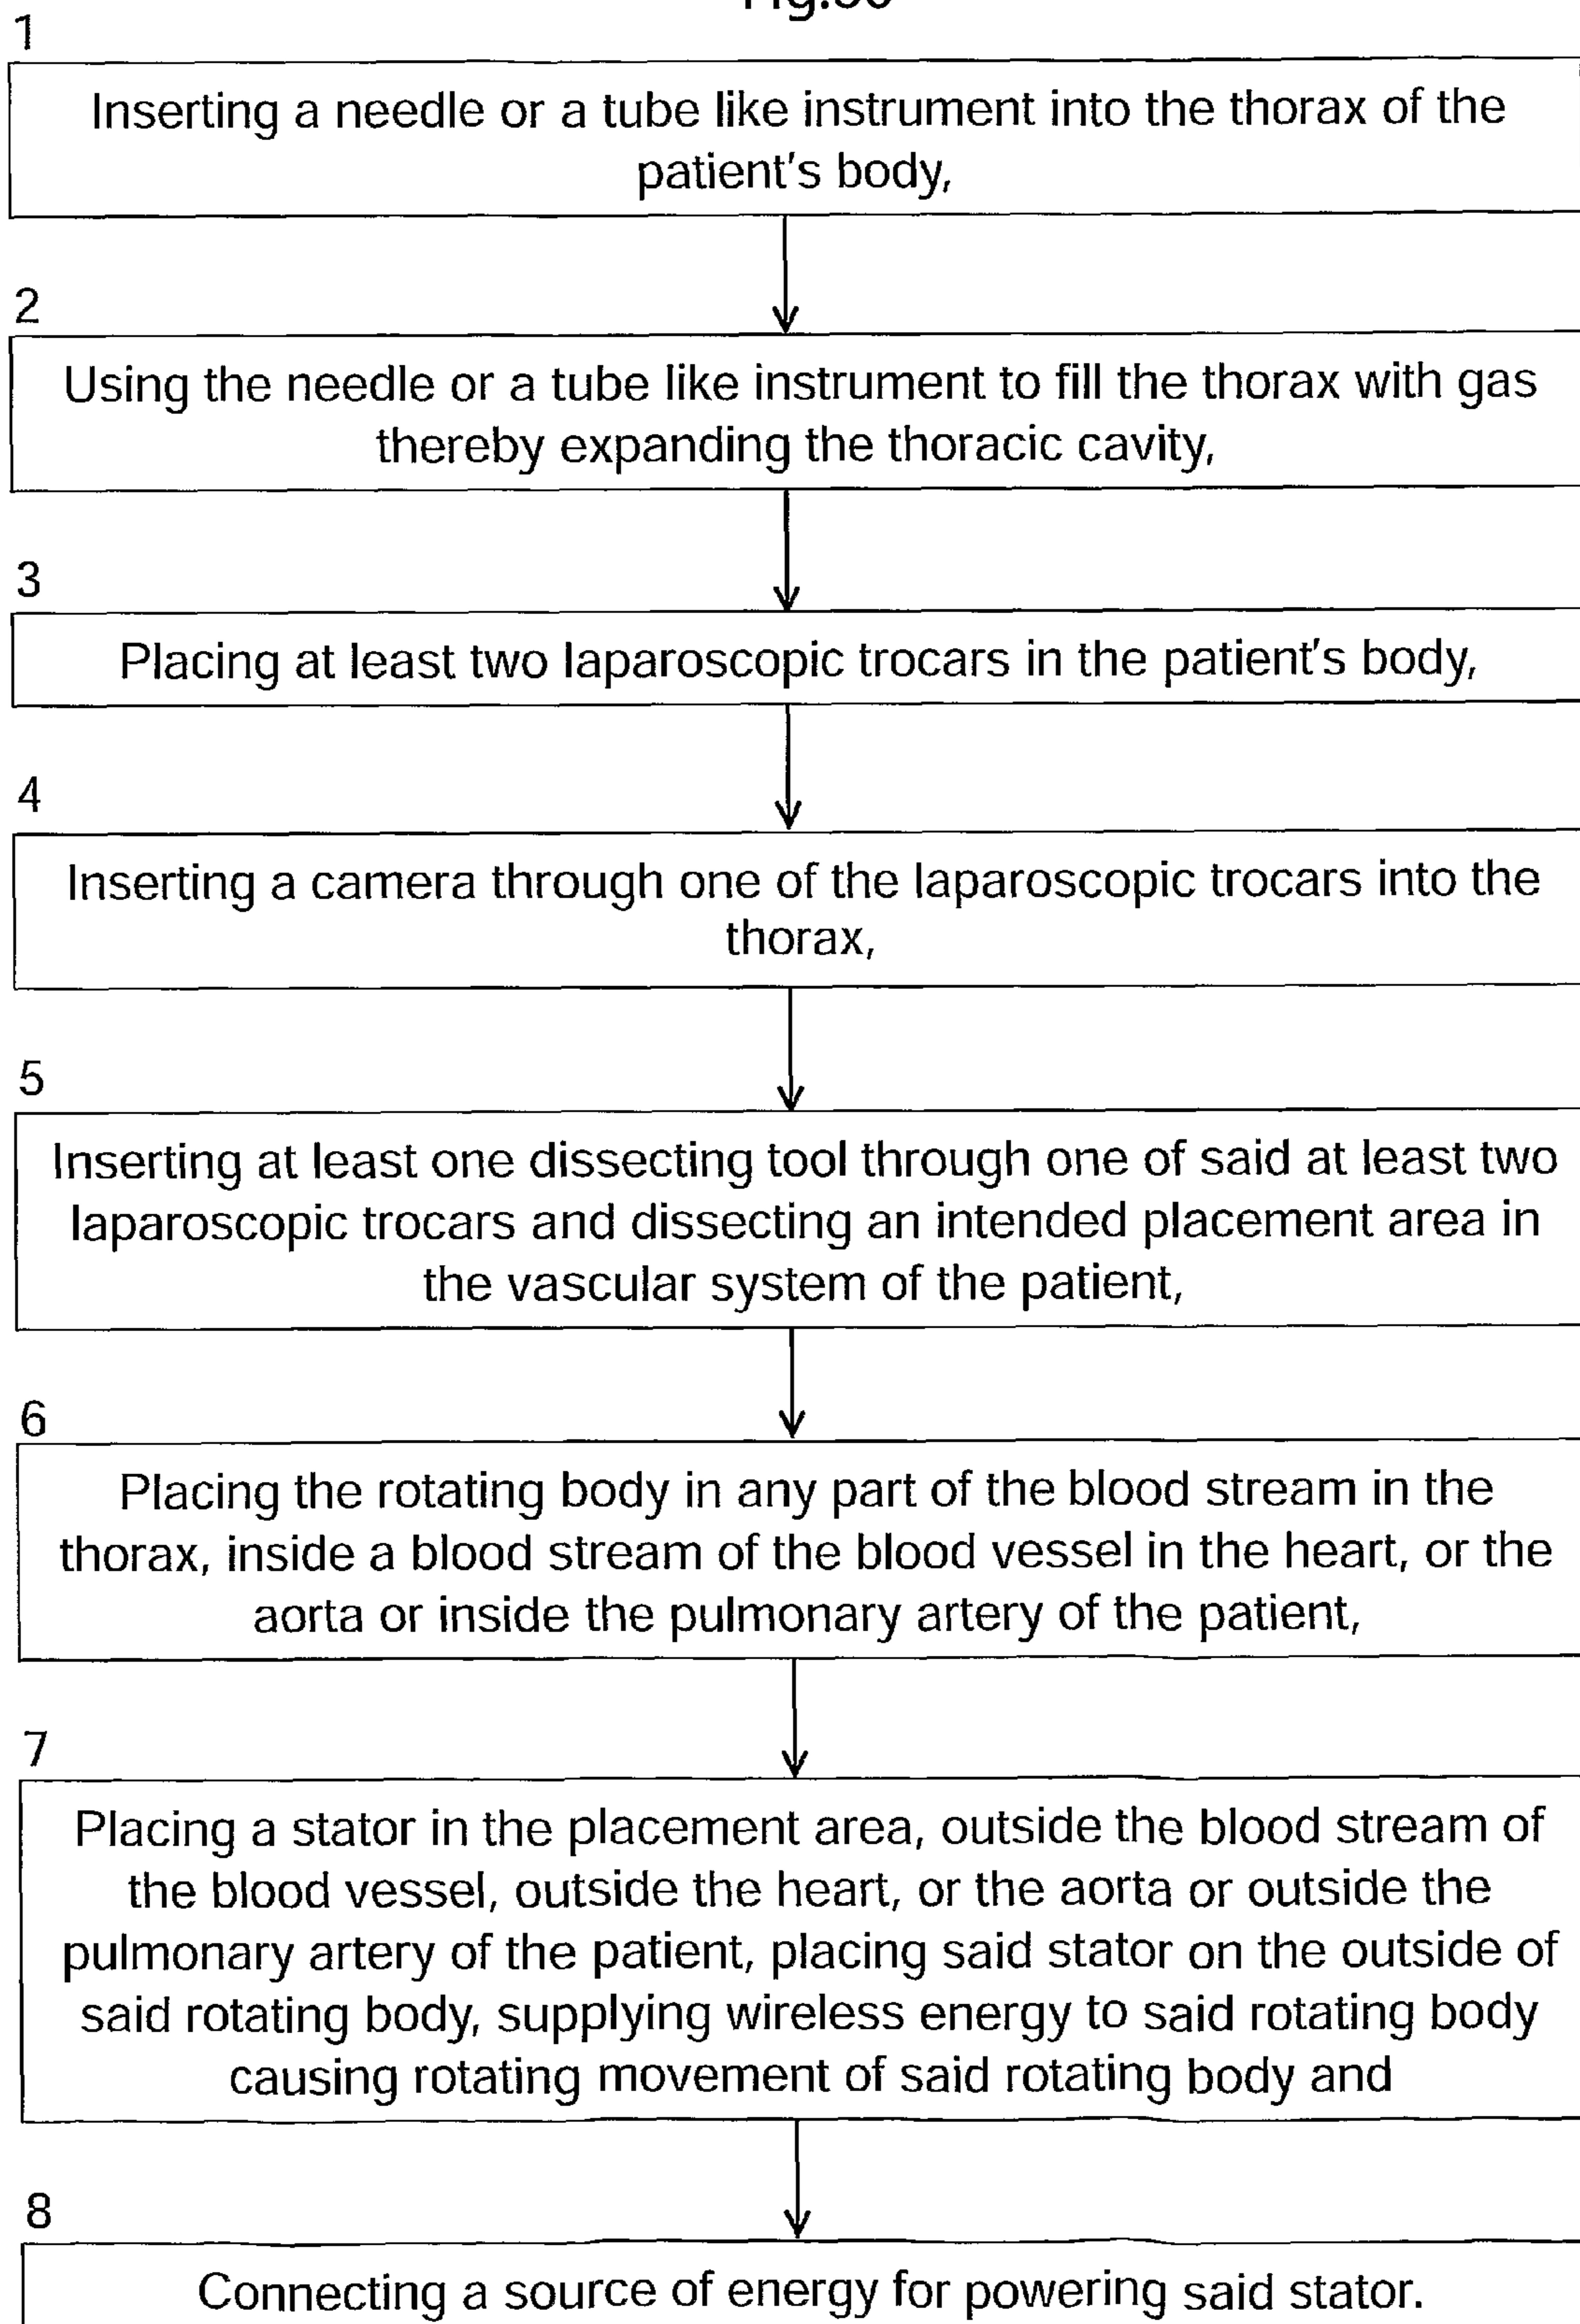 1
Inserting a needle or a tube like instrument into the thorax of the
patient's body,
2
Using the needle or a tube like instrument to fill the thorax with gas
thereby expanding the thoracic cavity,
3
Placing at least two laparoscopic trocars in the patient's body,
4
Inserting a camera through one of the laparoscopic trocars into the
thorax,
5
Inserting at least one dissecting tool through one of said at least two
laparoscopic trocars and dissecting an intended placement area in
the vascular system of the patient,
6
Placing the rotating body in any part of the blood stream in the
thorax, inside a blood stream of the blood vessel in the heart, or the
aorta or inside the pulmonary artery of the patient,
7
Placing a stator in the placement area, outside the blood stream of
the blood vessel, outside the heart, or the aorta or outside the
pulmonary artery of the patient, placing said stator on the outside of
said rotating body, supplying wireless energy to said rotating body
causing rotating movement of said rotating body and
8
Connecting a source of energy for powering said stator.